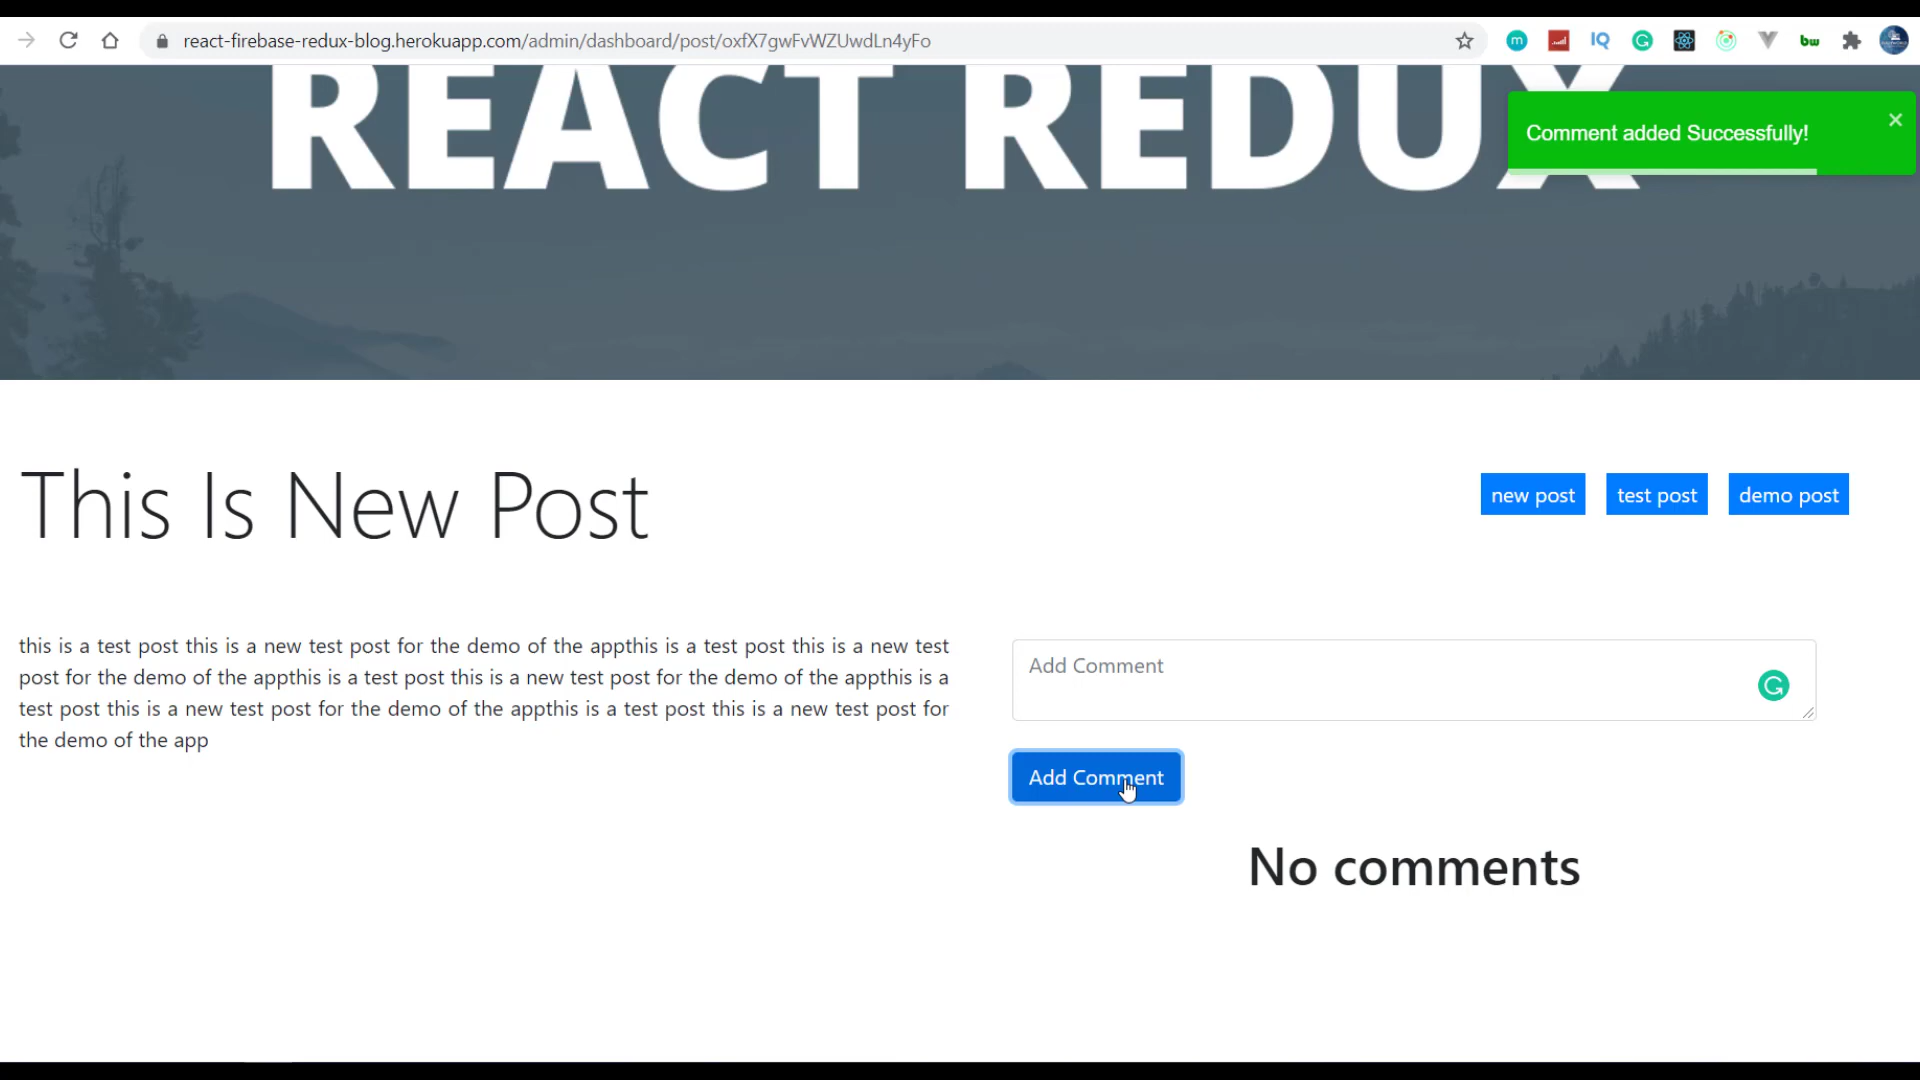 react-firebase-redux-blog.herokuapp.com/admin/dashboard/post/oxfX7gwFvWZUwdLn4yFo
m
IQ
G
bw
REACT REDUX
Comment added Successfully!
×
This Is New Post
new post
test post
demo post
this is a test post this is a new test post for the demo of the appthis is a test post this is a new test
post for the demo of the appthis is a test post this is a new test post for the demo of the appthis is a
test post this is a new test post for the demo of the appthis is a test post this is a new test post for
the demo of the app
Add Comment
Add Comment
No comments